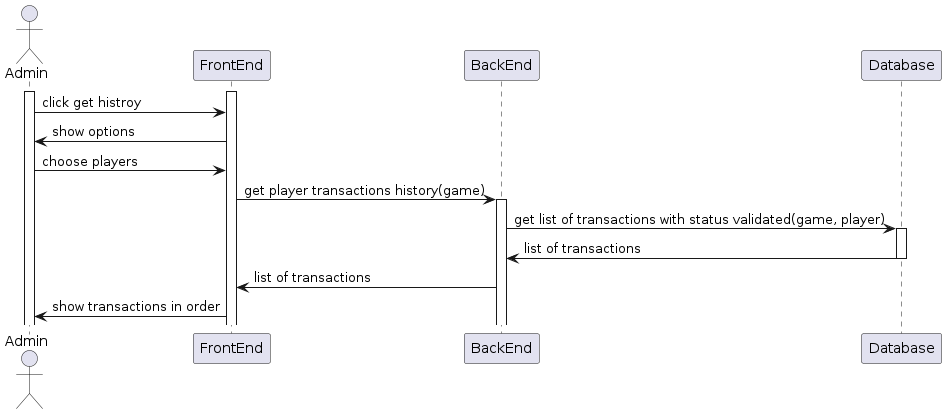 Admin
FrontEnd
BackEnd
Database
click get histroy
show options
choose players
get player transactions history(game)
get list of transactions with status validated(game, player)
list of transactions
list of transactions
show transactions in order
Admin
FrontEnd
BackEnd
Database